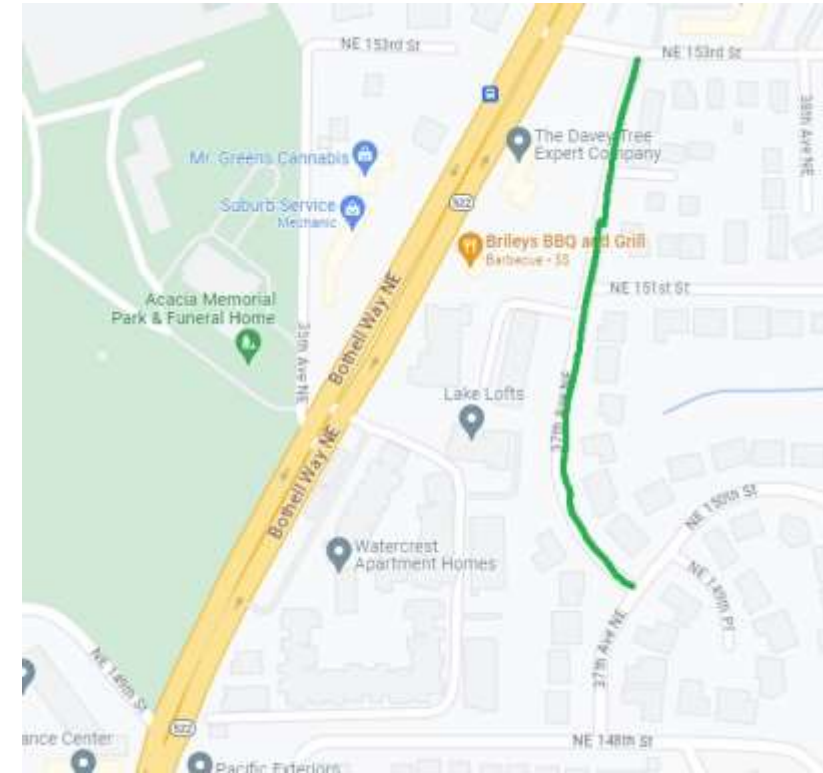 NE 153rd St
NE 153rd St
38th Ave NE
The Davey Tree
Expert Company
Mr. Greens Cannabis
522
Suburb Service
Mechanic
Brileys BBQ and Grill
Barbecue • $$
NE 151st St
Bothell Way NE
Acacia Memorial
Park & Funeral Home
35th Ave NE
Lake Lofts
37th Ave NE
Bothell Way NE
NE 150th St
Watercrest
Apartment Homes
NE 149th Pl
37th Ave NE
NE 149th St
522
NE 148th St
ance Center
Pacific Exteriors